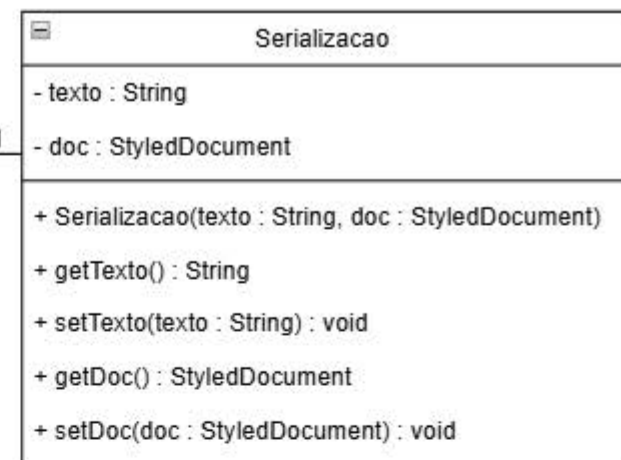 Serializacao
- texto : String
- doc : StyledDocument
+ Serializacao(texto : String, doc : StyledDocument)
+ getTexto() : String
+ setTexto(texto : String) : void
+ getDoc() : StyledDocument
+ setDoc(doc : StyledDocument) : void